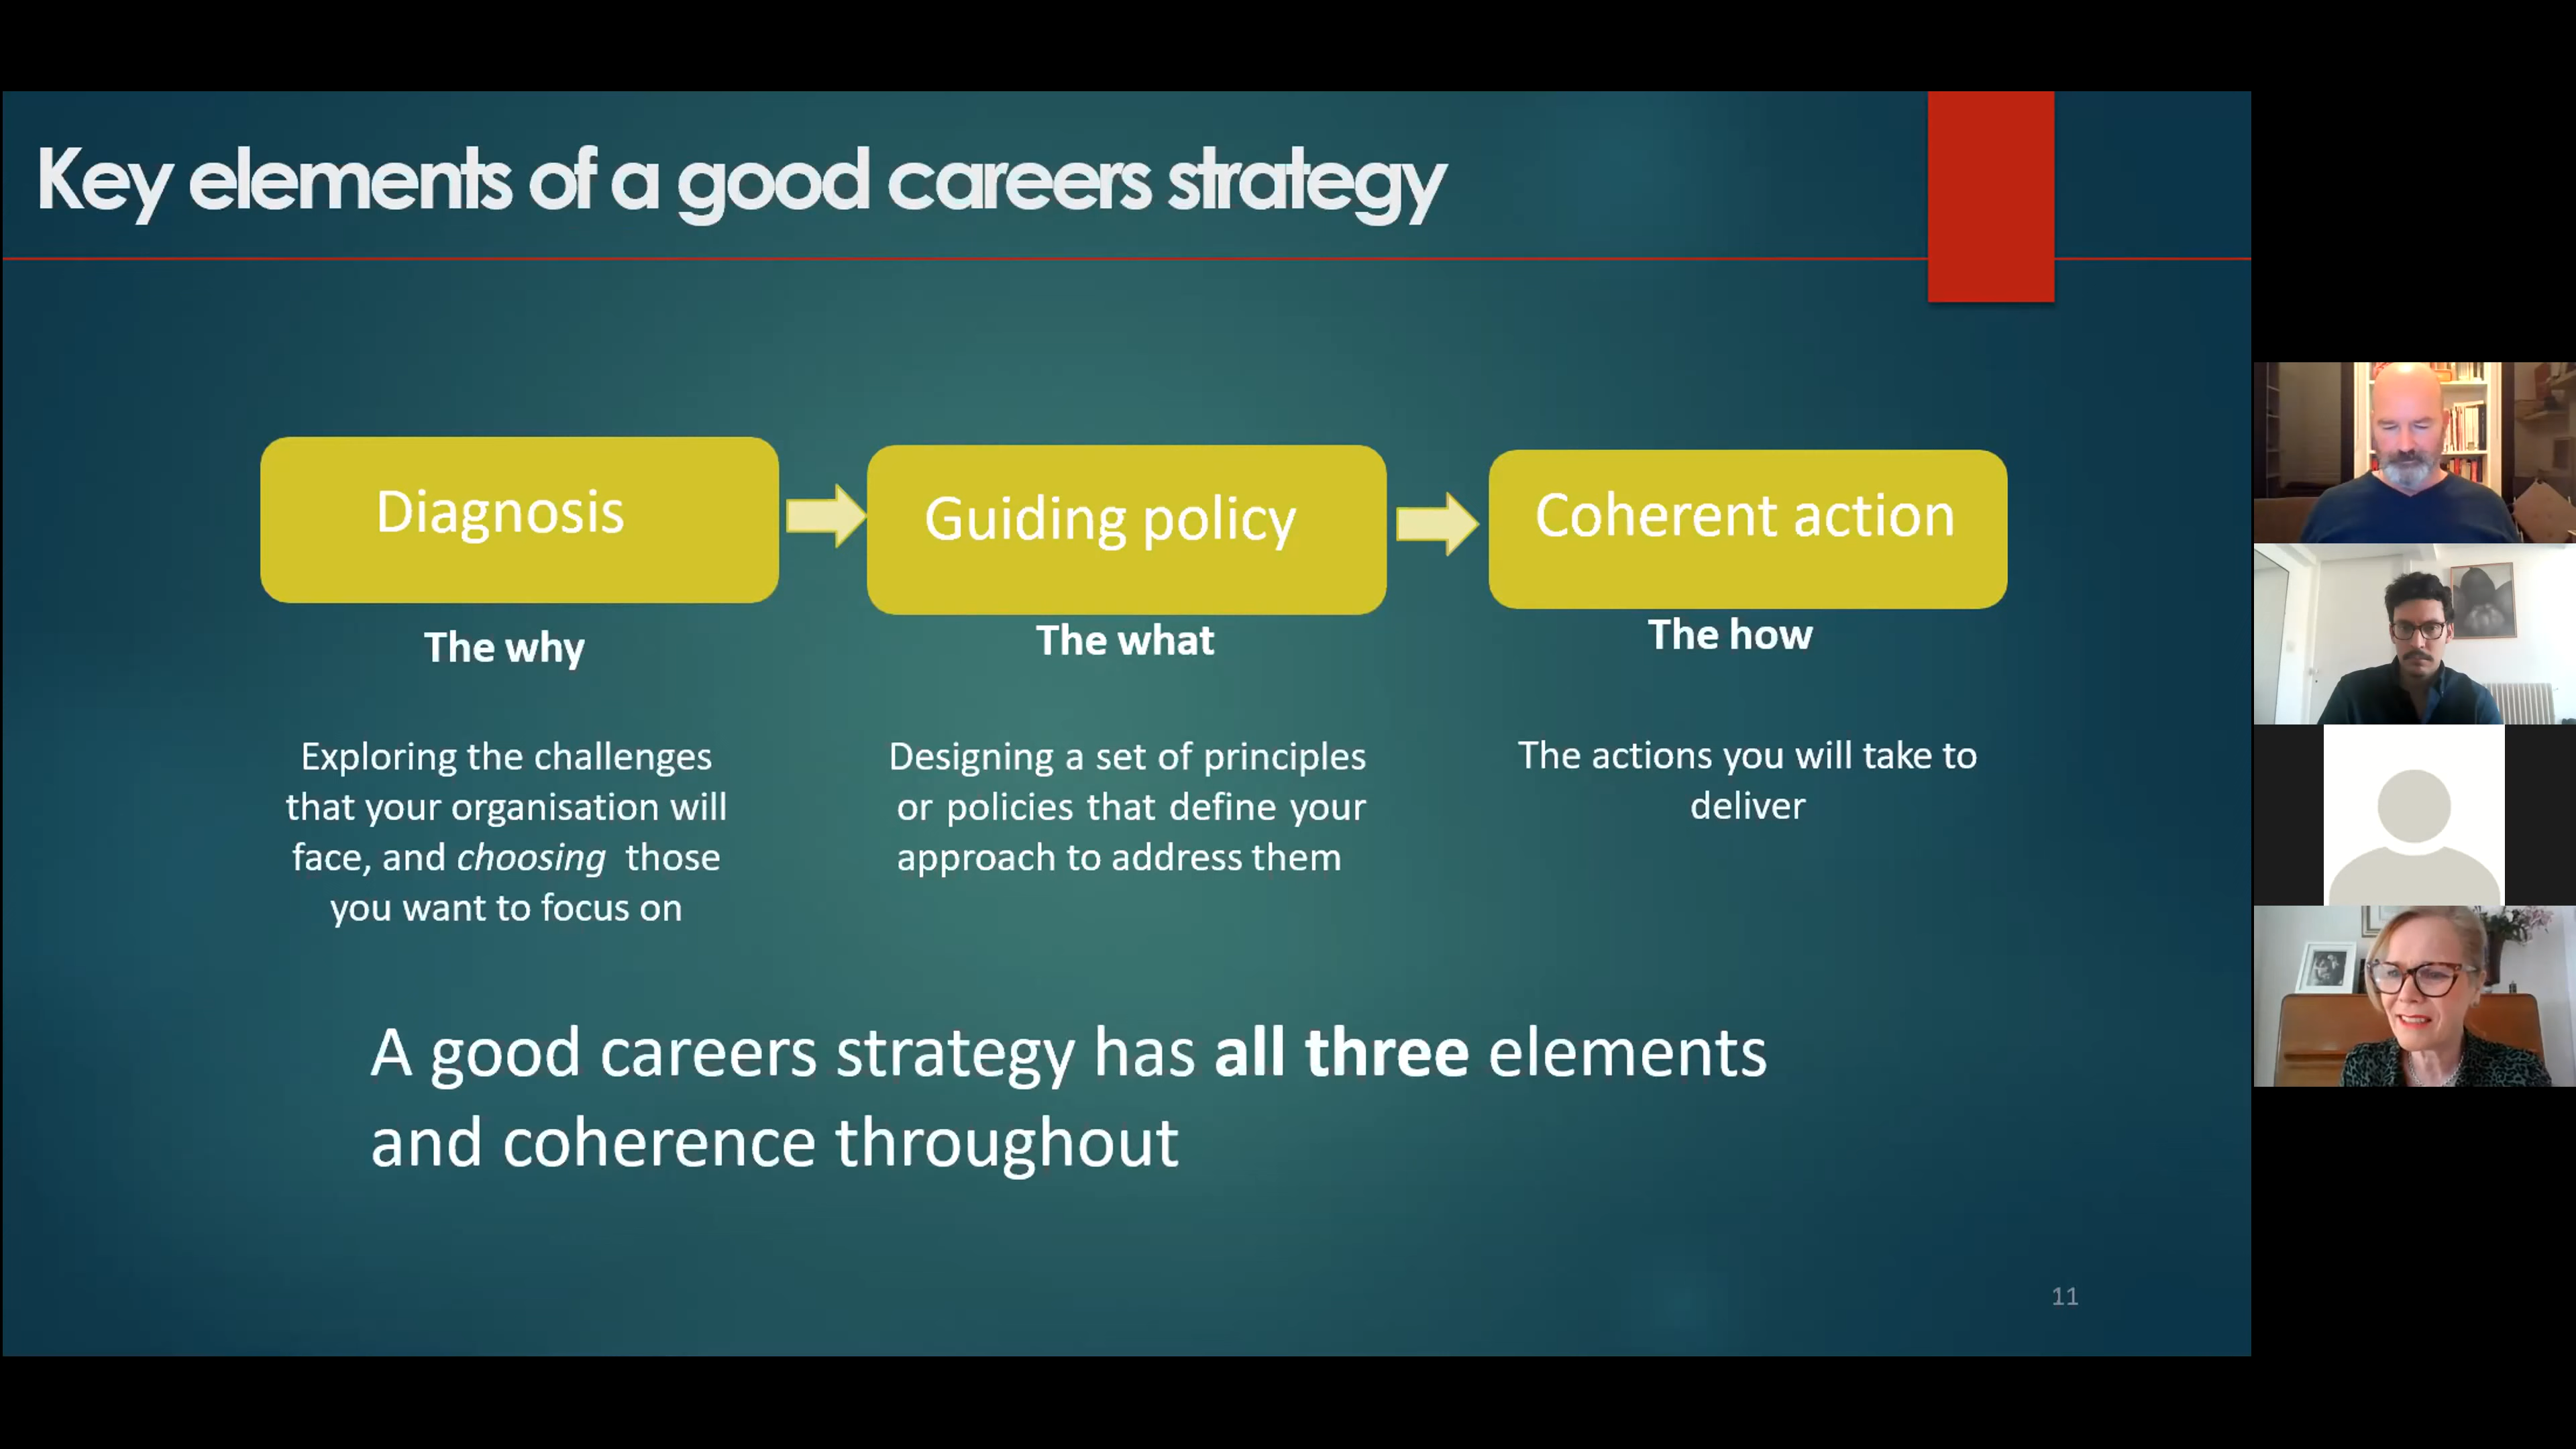 Key elements of a good careers strategy
Diagnosis
Guiding policy
Coherent action
The why
The what
The how
Exploring the challenges
that your organisation will
face, and choosing those
you want to focus on
Designing a set of principles
or policies that define your
approach to address them
The actions you will take to
deliver
A good careers strategy has all three elements
and coherence throughout
11